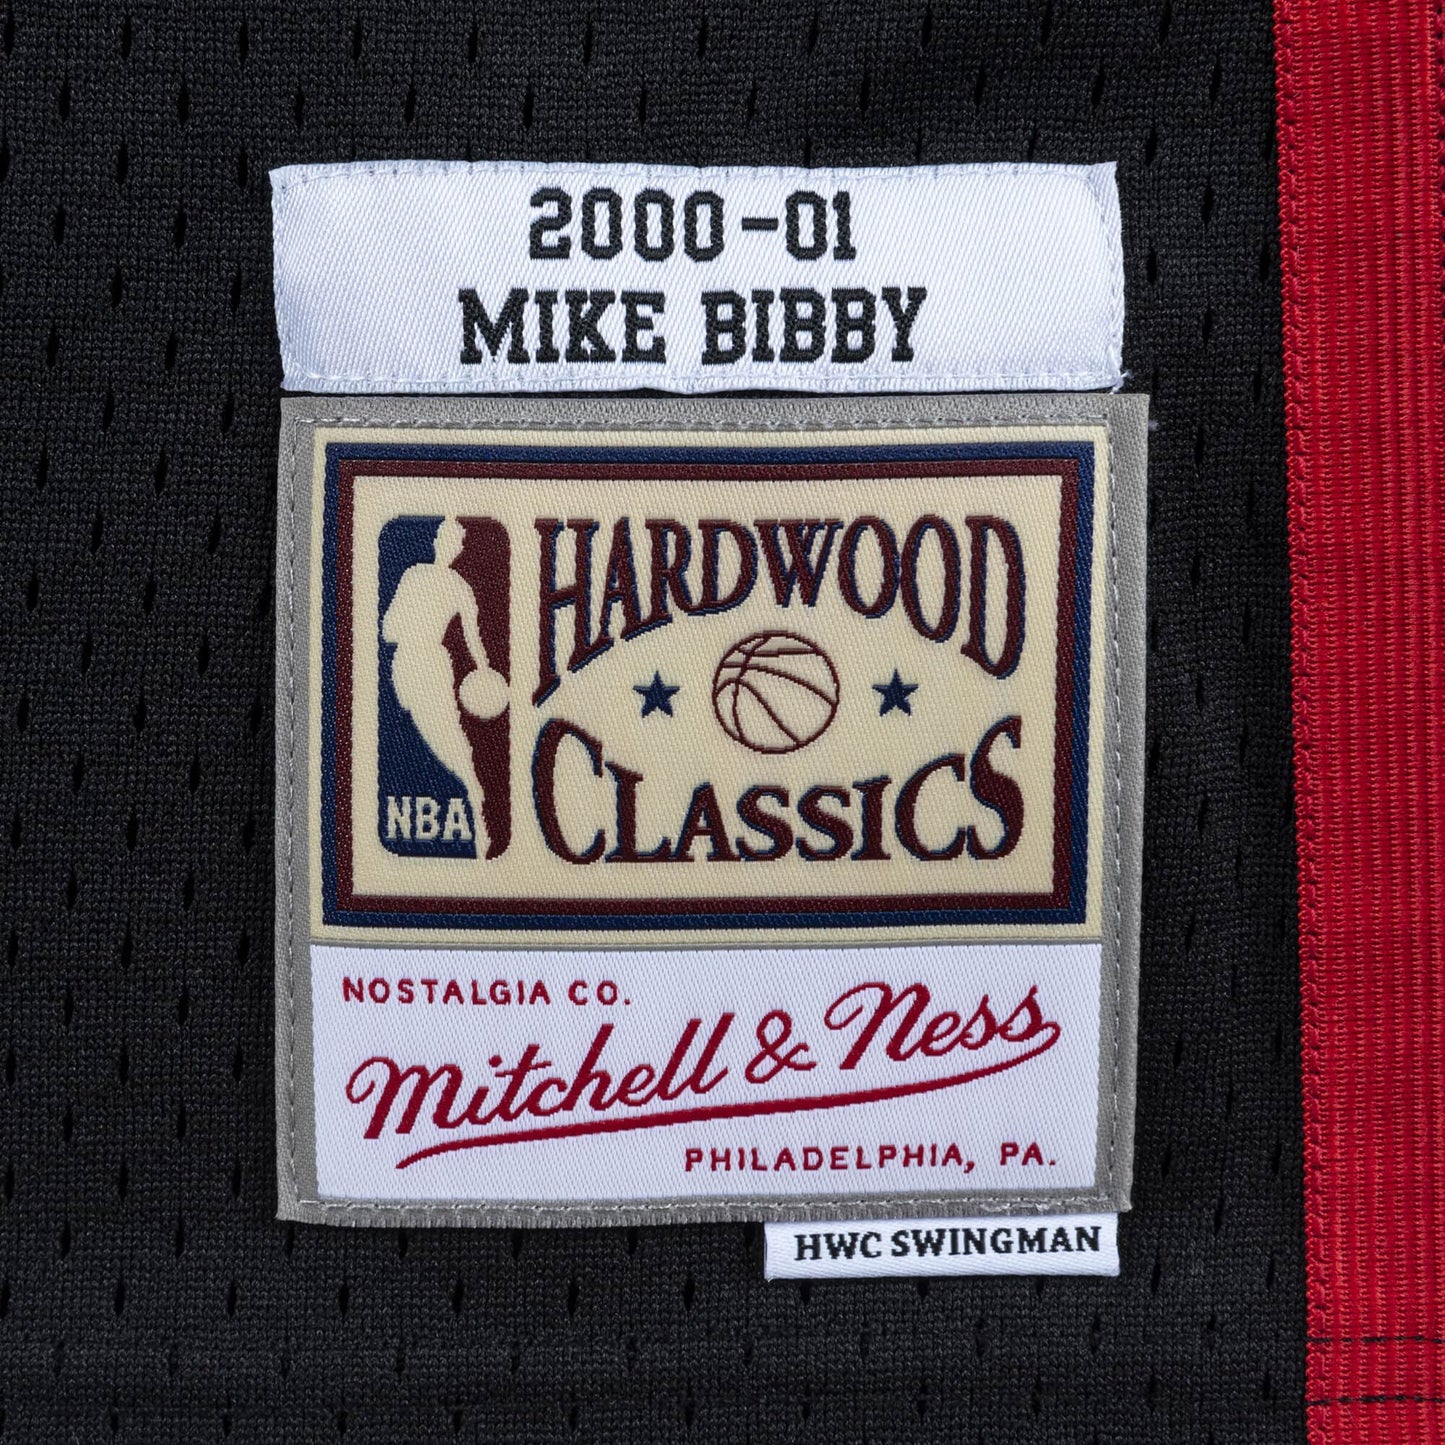 2000-01
MIKE BIBBY
HARDWOOD
CLASSICS
NBA
NOSTALGIA CO.
Mitchell & Ness
PHILADELPHIA, PA.
HWC SWINGMAN